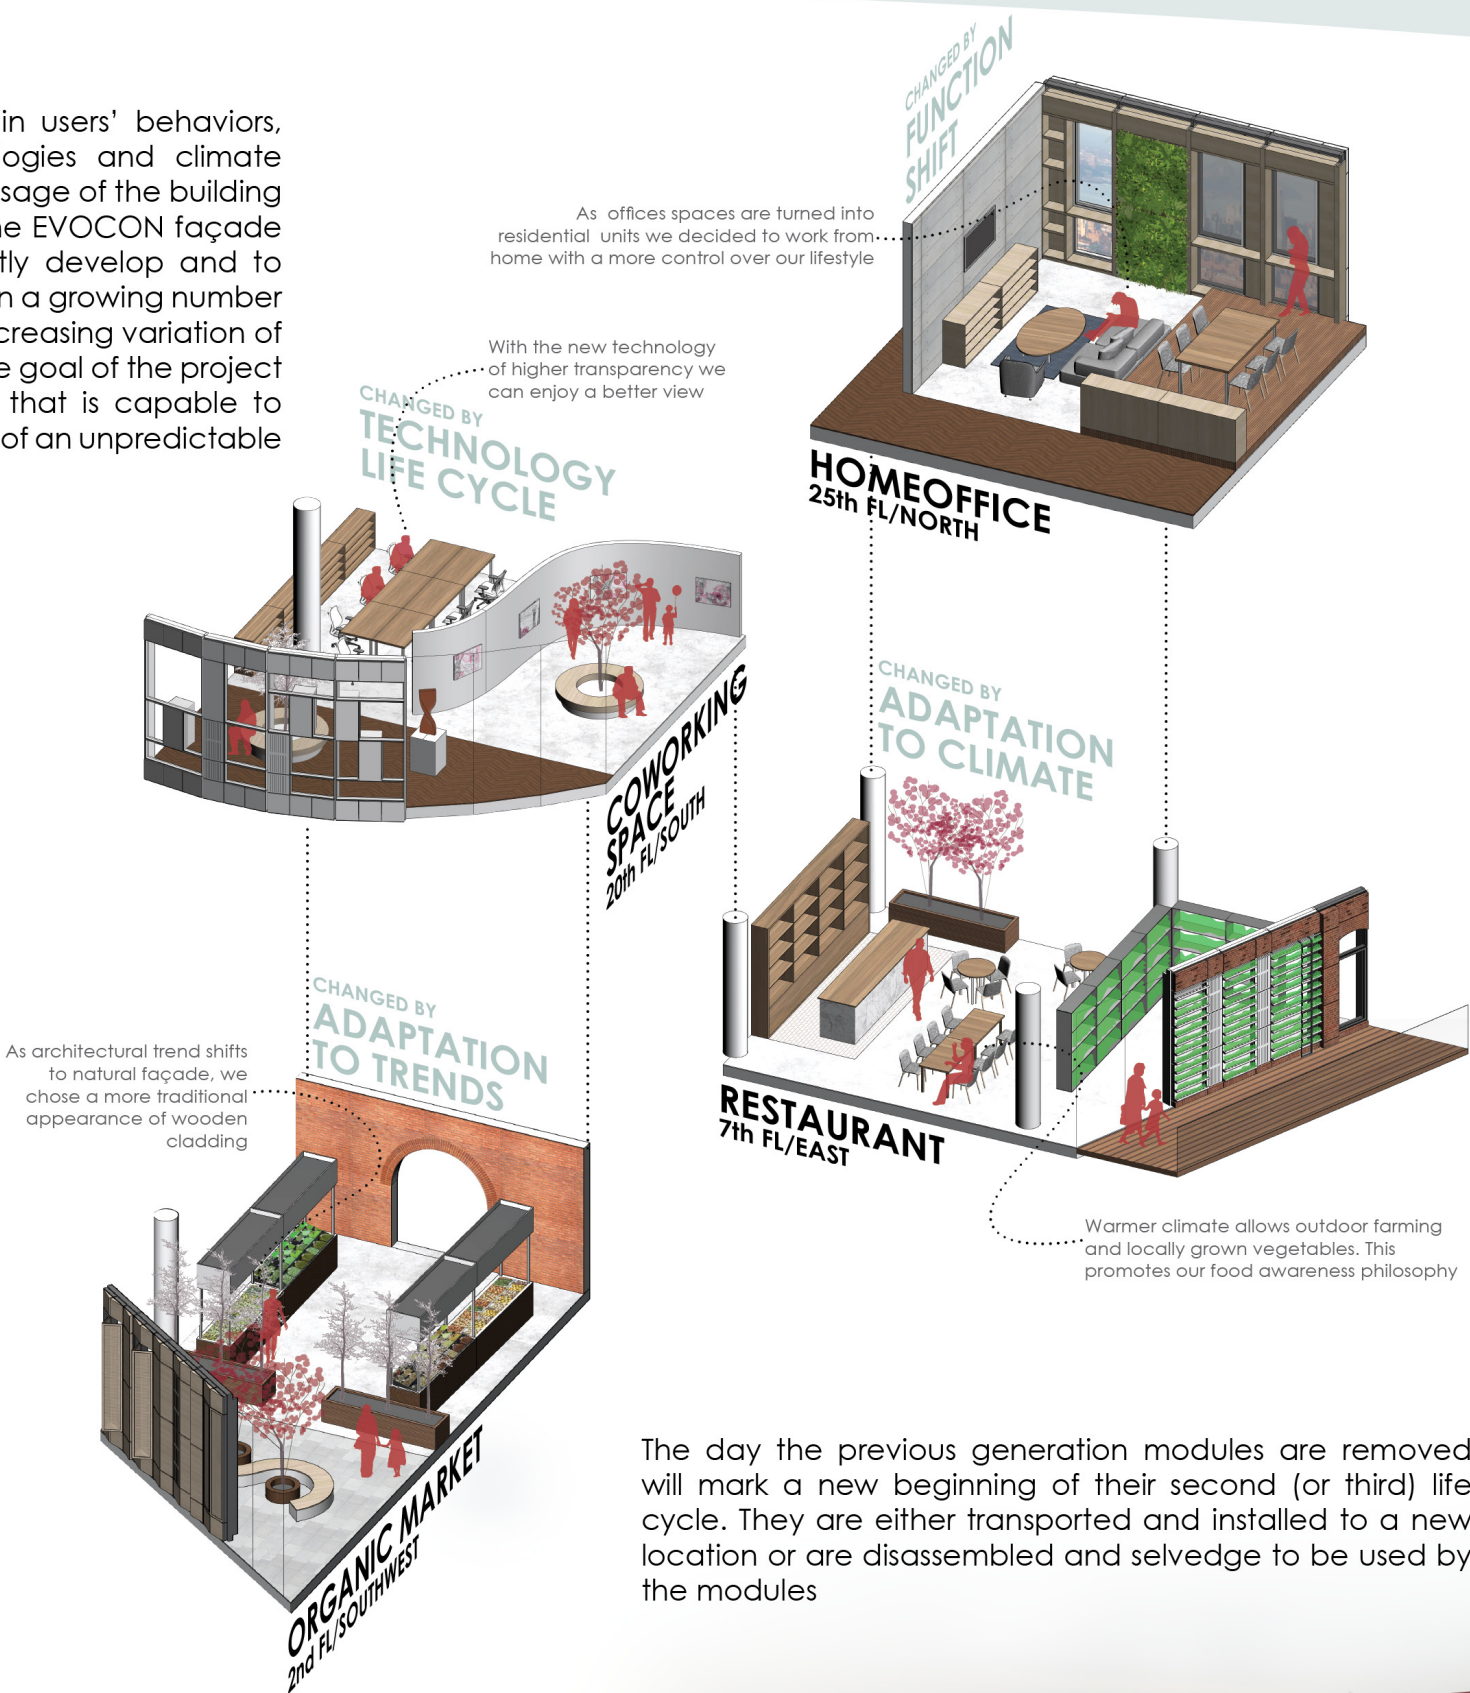 in users’ behaviors,
ogies and climate
sage of the building
he EVOCON façade
tly develop and to
n a growing number
creasing variation of
e goal of the project
that is capable to
of an unpredictable
CHANGED BY
FUNCTION
SHIFT
As offices spaces are turned into
residential units we decided to work from
home with a more control over our lifestyle
HOMEOFFICE
25th FL/NORTH
With the new technology
of higher transparency we
can enjoy a better view
CHANGED BY
TECHNOLOGY
LIFE CYCLE
COWORKING
SPACE
20th FL/SOUTH
CHANGED BY
ADAPTATION
TO CLIMATE
RESTAURANT
7th FL/EAST
Warmer climate allows outdoor farming
and locally grown vegetables. This
promotes our food awareness philosophy
CHANGED BY
ADAPTATION
TO TRENDS
As architectural trend shifts
to natural façade, we
chose a more traditional
appearance of wooden
cladding
ORGANIC MARKET
2nd FL/SOUTHWEST
The day the previous generation modules are removed
will mark a new beginning of their second (or third) life
cycle. They are either transported and installed to a new
location or are disassembled and selvedge to be used by
the modules